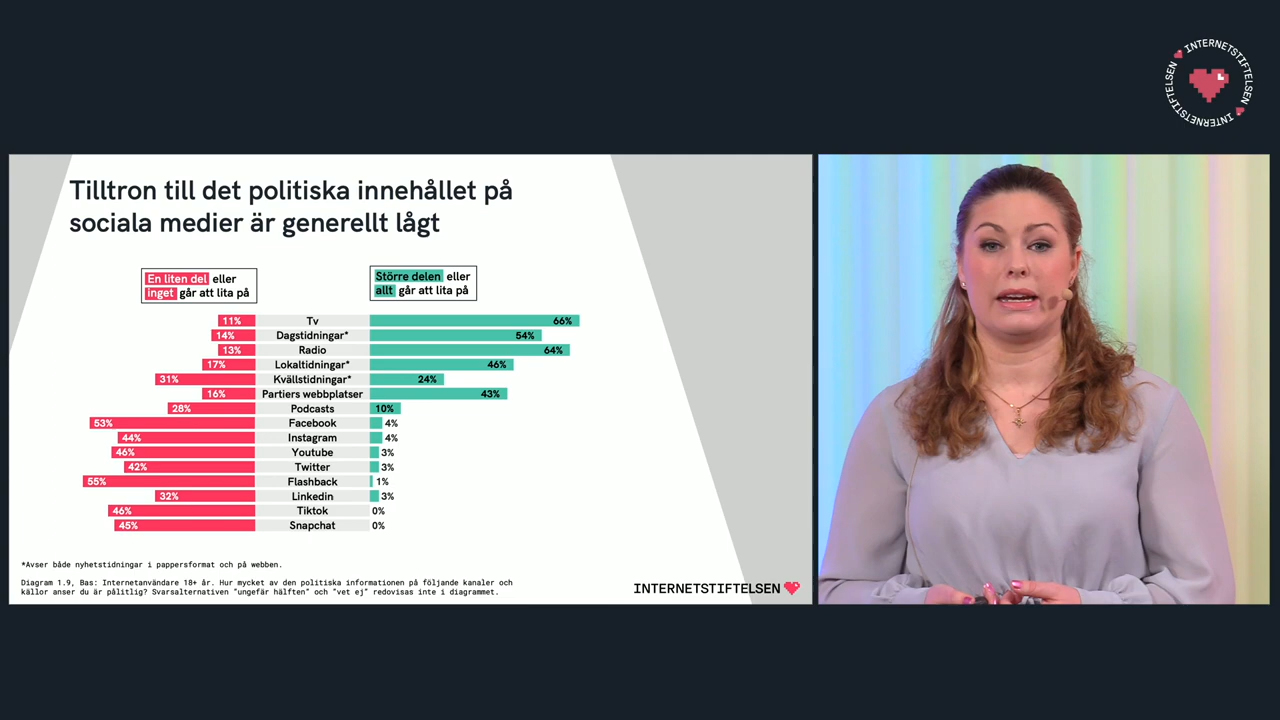 INTERNETSTIFTELSEN
INTERNETSTIFTELSEN
Tilltron till det politiska innehållet på
sociala medier är generellt lågt
En liten del eller
inget går att lita på
Större delen eller
allt går att lita på
11% Tv 66%
14% Dagstidningar* 54%
13% Radio 64%
17% Lokaltidningar* 46%
31% Kvällstidningar* 24%
16% Partiers webbplatser 43%
28% Podcasts 10%
53% Facebook 4%
44% Instagram 4%
46% Youtube 3%
42% Twitter 3%
55% Flashback 1%
32% Linkedin 3%
46% Tiktok 0%
45% Snapchat 0%
*Avser både nyhetstidningar i pappersformat och på webben.
Diagram 1.9, Bas: Internetanvändare 18+ år. Hur mycket av den politiska informationen på följande kanaler och
källor anser du är pålitlig? Svarsalternativen "ungefär hälften" och "vet ej" redovisas inte i diagrammet.
INTERNETSTIFTELSEN